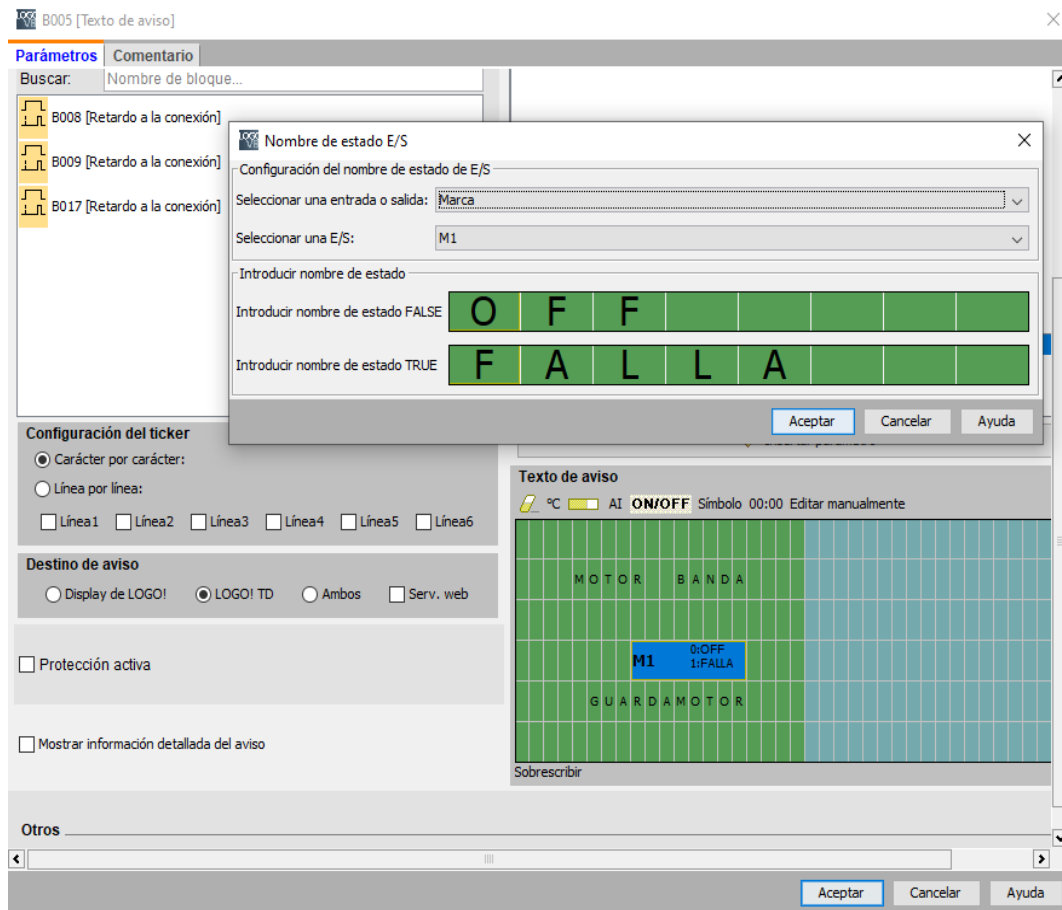 B005 [Texto de aviso]
Parámetros Comentario
Buscar: Nombre de bloque...
B008 [Retardo a la conexión]
B009 [Retardo a la conexión]
B017 [Retardo a la conexión]
Nombre de estado E/S
Configuración del nombre de estado de E/S
Seleccionar una entrada o salida: Marca
Seleccionar una E/S: M1
Introducir nombre de estado
Introducir nombre de estado FALSE O F F
Introducir nombre de estado TRUE F A L L A
Aceptar Cancelar Ayuda
Configuración del ticker
Carácter por carácter:
Línea por línea:
Línea1 Línea2 Línea3 Línea4 Línea5 Línea6
Destino de aviso
Display de LOGO! LOGO! TD Ambos Serv. web
Protección activa
Mostrar información detallada del aviso
Texto de aviso
ºC AI ON/OFF Símbolo 00:00 Editar manualmente
MOTOR BANDA
M1 0:OFF
1:FALLA
GUARDAMOTOR
Sobrescribir
Otros
Aceptar Cancelar Ayuda